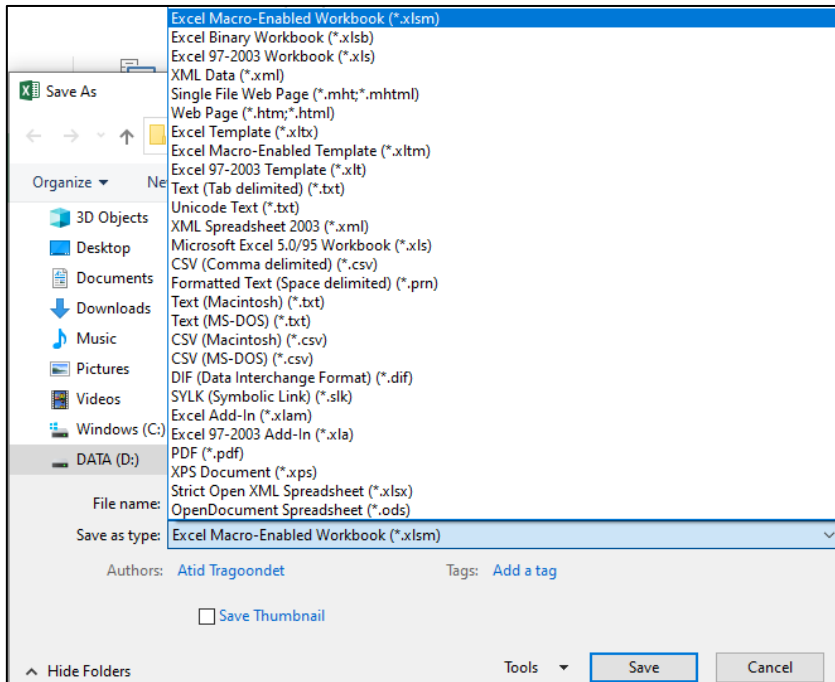 Excel Macro-Enabled Workbook (*.xlsm)
Excel Binary Workbook (*.xlsb)
Excel 97-2003 Workbook (*.xls)
XML Data (*.xml)
Single File Web Page (*.mht;*.mhtml)
Web Page (*.htm;*.html)
Excel Template (*.xltx)
Excel Macro-Enabled Template (*.xltm)
Excel 97-2003 Template (*.xlt)
Text (Tab delimited) (*.txt)
Unicode Text (*.txt)
XML Spreadsheet 2003 (*.xml)
Microsoft Excel 5.0/95 Workbook (*.xls)
CSV (Comma delimited) (*.csv)
Formatted Text (Space delimited) (*.prn)
Text (Macintosh) (*.txt)
Text (MS-DOS) (*.txt)
CSV (Macintosh) (*.csv)
CSV (MS-DOS) (*.csv)
DIF (Data Interchange Format) (*.dif)
SYLK (Symbolic Link) (*.slk)
Excel Add-In (*.xlam)
Excel 97-2003 Add-In (*.xla)
PDF (*.pdf)
XPS Document (*.xps)
Strict Open XML Spreadsheet (*.xlsx)
OpenDocument Spreadsheet (*.ods)
Save As
Organize
3D Objects
Desktop
Documents
Downloads
Music
Pictures
Videos
Windows (C:)
DATA (D:)
File name:
Save as type: Excel Macro-Enabled Workbook (*.xlsm)
Authors: Atid Tragoondet Tags: Add a tag
Save Thumbnail
Hide Folders Tools Save Cancel